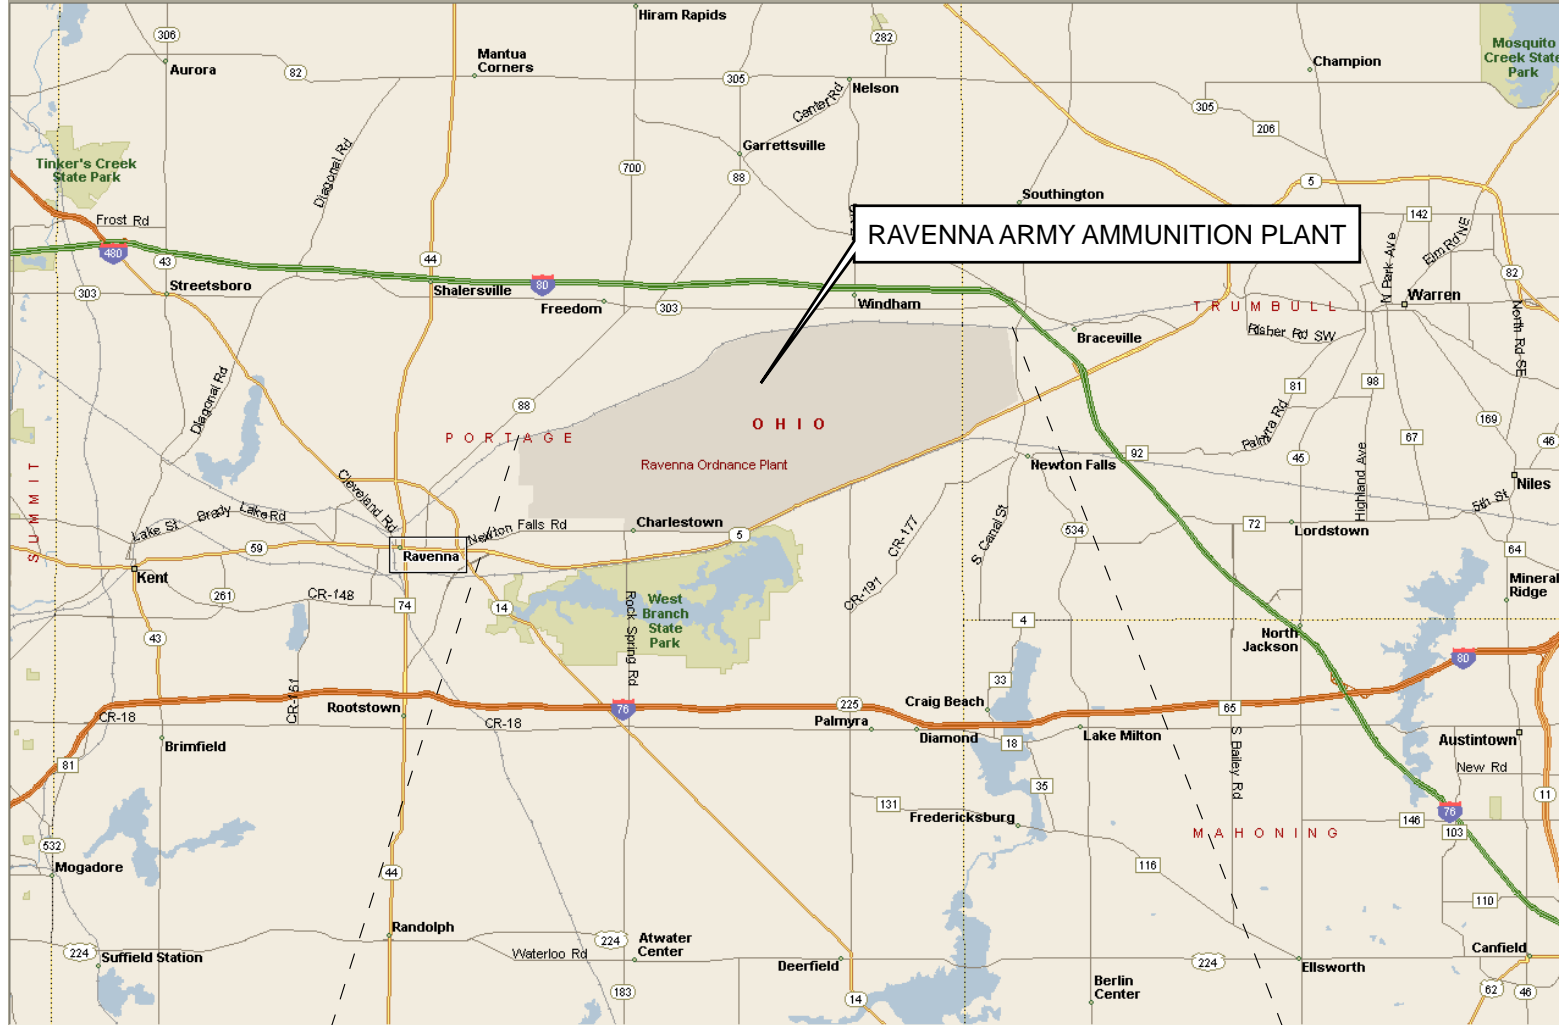 Hiram Rapids
306
282
Mantua
Corners
Aurora
82
305
Nelson
Champion
Mosquito
Creek State
Park
Center Rd
305
206
Garrettsville
Diagonal Rd
Tinker's Creek
State Park
700
88
5
Southington
142
Frost Rd
RAVENNA ARMY AMMUNITION PLANT
N Park Ave
Elm Rd NE
480
43
44
82
303
Streetsboro
Shalersville
80
Freedom
303
Windham
TRUMBULL
Warren
North Rd SE
Braceville
Risher Rd SW
Diagonal Rd
88
81
98
OHIO
Palmyra Rd
169
PORTAGE
67
46
Ravenna Ordnance Plant
92
45
Newton Falls
Highland Ave
SUMMIT
Cleveland Rd
Niles
5th St
Lake St
Brady Lake Rd
Newton Falls Rd
Charlestown
CR-177
S Canal St
534
72
Lordstown
5
59
Ravenna
64
Kent
261
CR-148
74
14
West
Branch
State
Park
Rock Spring Rd
CR-191
Mineral
Ridge
4
43
North
Jackson
80
33
CR-151
Rootstown
76
225
Craig Beach
65
CR-18
CR-18
Palmyra
Diamond
18
Lake Milton
S Bailey Rd
Austintown
Brimfield
81
New Rd
35
11
131
Fredericksburg
76
146
103
MAHONING
532
Mogadore
44
116
110
Randolph
224
Suffield Station
Waterloo Rd
224
Atwater
Center
Deerfield
224
Ellsworth
Canfield
183
14
Berlin
Center
62
46